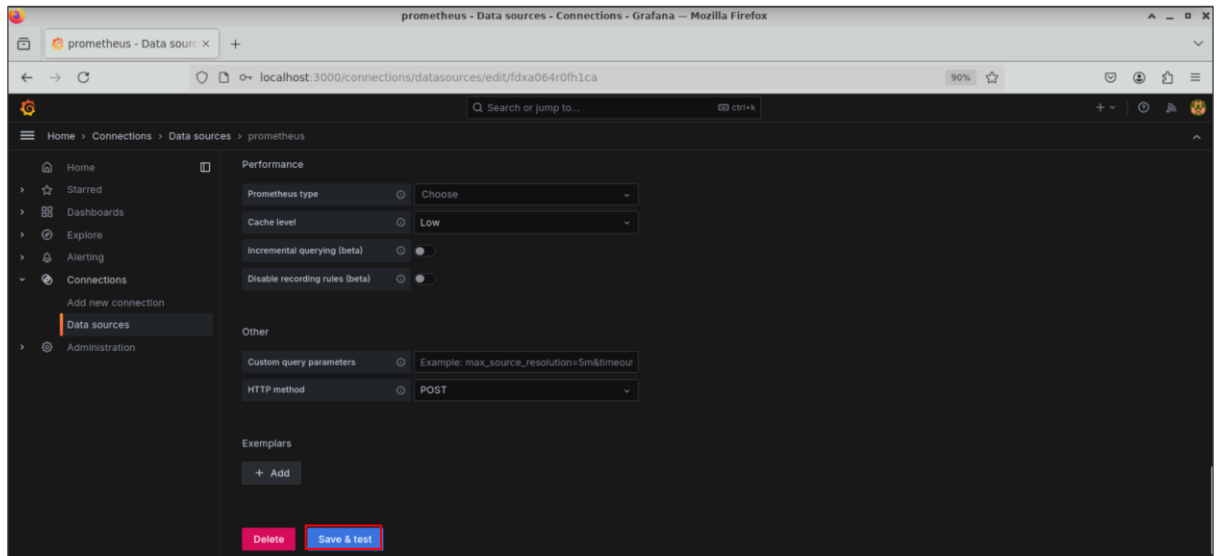 prometheus - Data sources - Connections - Grafana — Mozilla Firefox
prometheus - Data sourc
localhost:3000/connections/datasources/edit/fdxa064r0fh1ca
90%
Search or jump to...
ctrl+k
Home › Connections › Data sources › prometheus
Home
Starred
Dashboards
Explore
Alerting
Connections
Add new connection
Data sources
Administration
Performance
Prometheus type Choose
Cache level Low
Incremental querying (beta)
Disable recording rules (beta)
Other
Custom query parameters Example: max_source_resolution=5m&timeout
HTTP method POST
Exemplars
+ Add
Delete Save & test